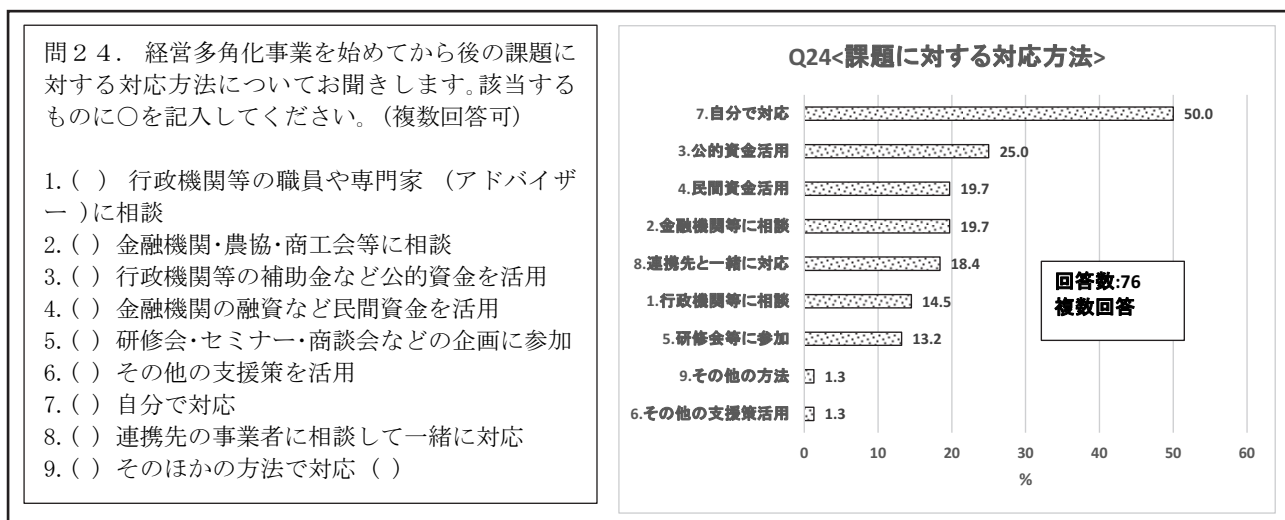 問２４． 経営多角化事業を始めてから後の課題に
対する対応方法についてお聞きします。該当する
ものに○を記入してください。（複数回答可）
1. ( ) 行政機関等の職員や専門家 （アドバイザ
ー ）に相談
2. ( ) 金融機関･農協･商工会等に相談
3. ( ) 行政機関等の補助金など公的資金を活用
4. ( ) 金融機関の融資など民間資金を活用
5. ( ) 研修会･セミナー･商談会などの企画に参加
6. ( ) その他の支援策を活用
7. ( ) 自分で対応
8. ( ) 連携先の事業者に相談して一緒に対応
9. ( ) そのほかの方法で対応 ( )
Q24<課題に対する対応方法>
7.自分で対応 50.0
3.公的資金活用 25.0
4.民間資金活用 19.7
2.金融機関等に相談 19.7
8.連携先と一緒に対応 18.4
1.行政機関等に相談 14.5
5.研修会等に参加 13.2
9.その他の方法 1.3
6.その他の支援策活用 1.3
回答数:76
複数回答
0 10 20 30 40 50 60
%